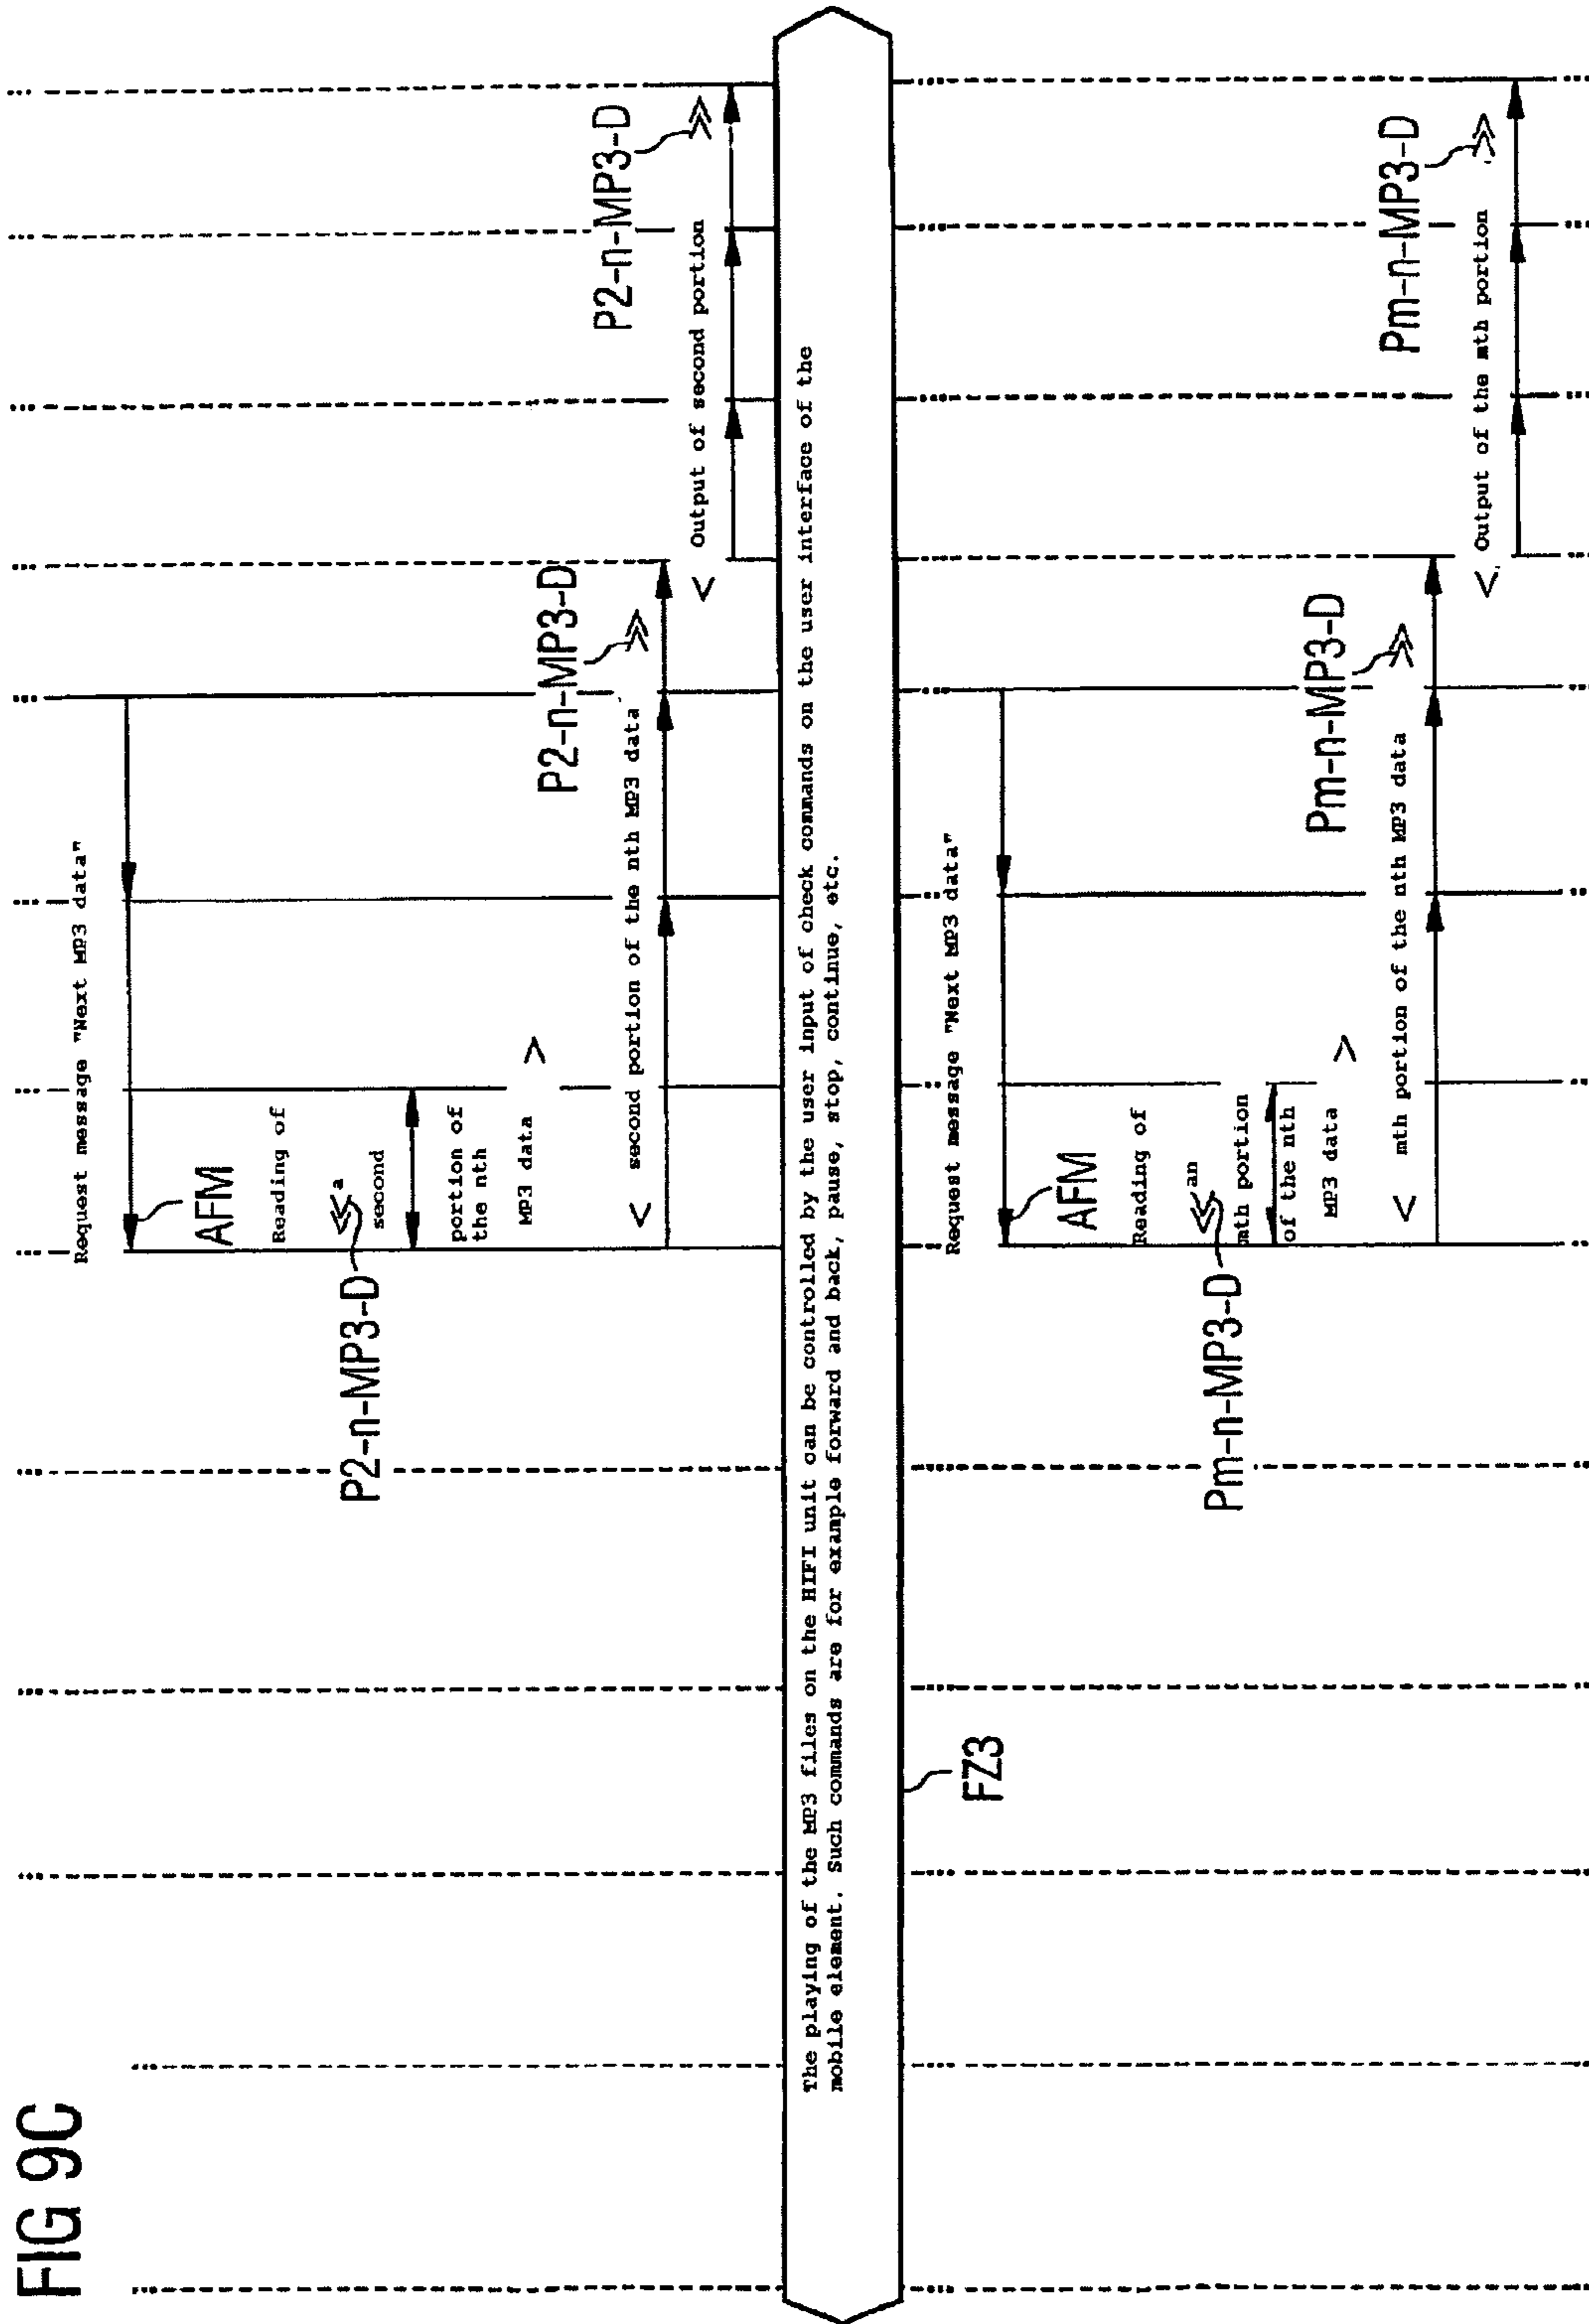 FIG 9C
Request message "Next MP3 data"
AFM
Reading of
<< a
second
portion of
the nth
MP3 data >
P2-n-MP3-D
< second portion of the nth MP3 data
P2-n-MP3-D
>>
< Output of second portion
P2-n-MP3-D
>>
The playing of the MP3 files on the HIFI unit can be controlled by the user input of check commands on the user interface of the
mobile element. Such commands are for example forward and back, pause, stop, continue, etc.
FZ3
Request message "Next MP3 data"
AFM
Reading of
<< an
mth portion
of the nth
MP3 data >
Pm-n-MP3-D
< mth portion of the nth MP3 data
Pm-n-MP3-D
>>
< Output of the mth portion
Pm-n-MP3-D
>>